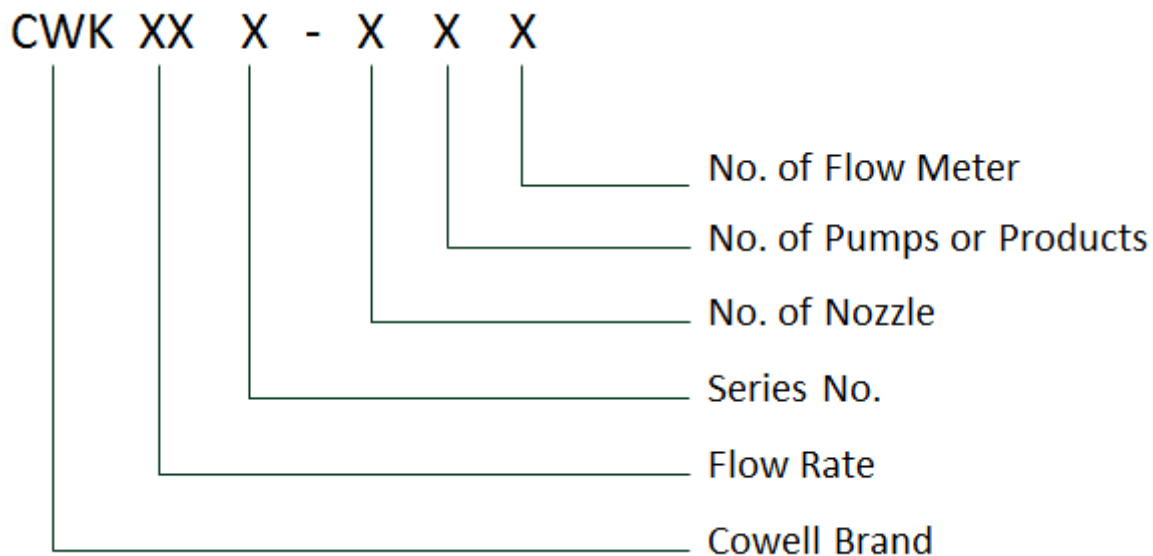 CWK XX X - X X X
No. of Flow Meter
No. of Pumps or Products
No. of Nozzle
Series No.
Flow Rate
Cowell Brand